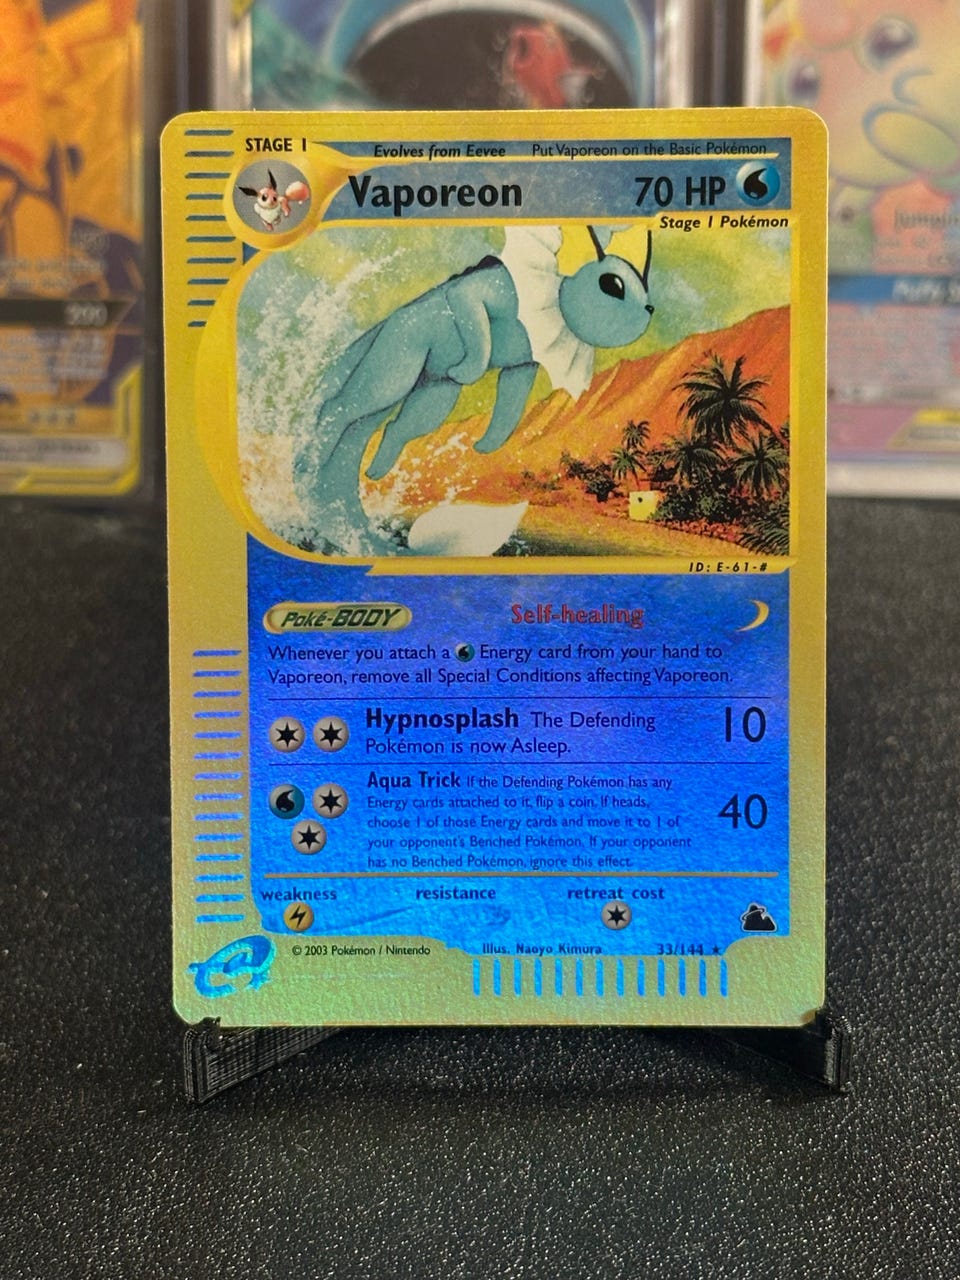 STAGE 1
Evolves from Eevee Put Vaporeon on the Basic Pokémon
Vaporeon 70 HP
Stage 1 Pokémon
ID: E-61-#
Poké-BODY Self-healing
Whenever you attach a Energy card from your hand to
Vaporeon, remove all Special Conditions affecting Vaporeon.
Hypnosplash The Defending 10
Pokémon is now Asleep.
Aqua Trick If the Defending Pokémon has any
Energy cards attached to it, flip a coin. If heads,
choose 1 of those Energy cards and move it to 1 of 40
your opponent's Benched Pokémon. If your opponent
has no Benched Pokémon, ignore this effect.
weakness resistance retreat cost
© 2003 Pokémon / Nintendo Illus. Naoyo Kimura 33/144 ★